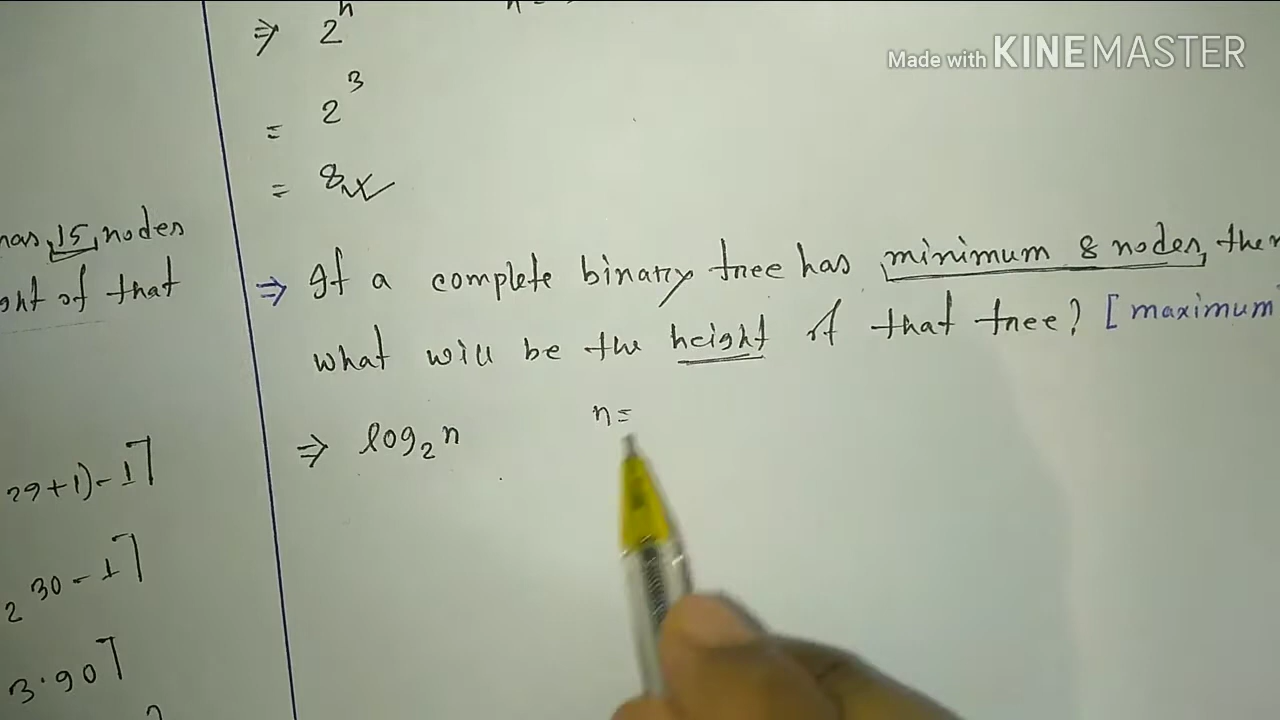 ⇒ 2^h
= 2^3
= 8
Made with KINEMASTER
has 15 nodes
ght of that
⇒ If a complete binary tree has minimum 8 nodes, then
what will be the height of that tree? [maximum
⇒ log₂n n=
29+1)-1⌉
2 30-1⌉
3.90⌉